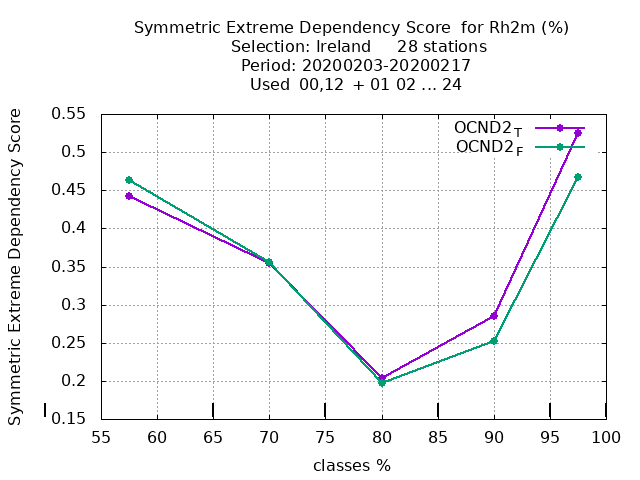 Symmetric Extreme Dependency Score for Rh2m (%)
Selection: Ireland 28 stations
Period: 20200203-20200217
Used 00,12 + 01 02 ... 24
Symmetric Extreme Dependency Score
0.55
0.5
0.45
0.4
0.35
0.3
0.25
0.2
0.15
OCND2T
OCND2F
55 60 65 70 75 80 85 90 95 100
classes %